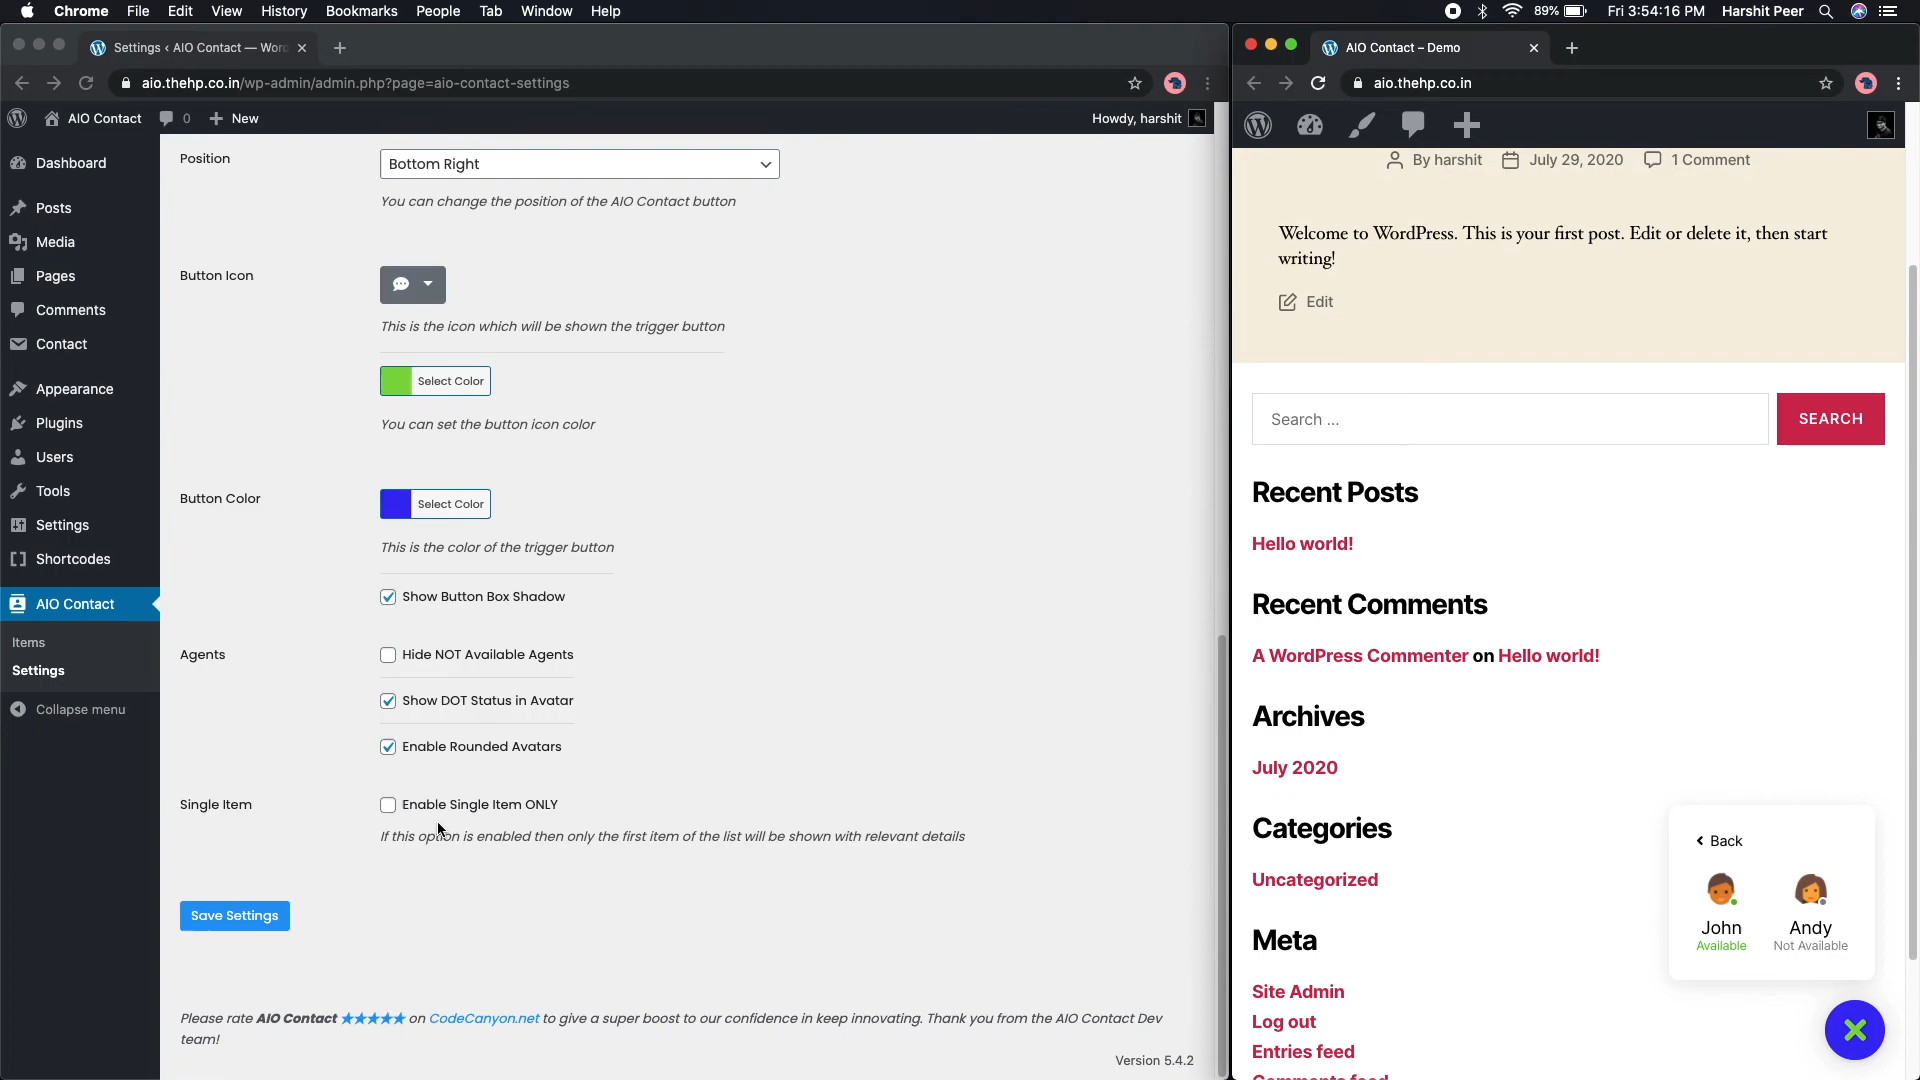 Chrome File Edit View History Bookmarks People Tab Window Help
89% Fri 3:54:16 PM Harshit Peer
Settings ‹ AIO Contact — Wor
aio.thehp.co.in/wp-admin/admin.php?page=aio-contact-settings
AIO Contact 0 New
Howdy, harshit
Dashboard
Posts
Media
Pages
Comments
Contact
Appearance
Plugins
Users
Tools
Settings
Shortcodes
AIO Contact
Items
Settings
Collapse menu
Position
Bottom Right
You can change the position of the AIO Contact button
Button Icon
This is the icon which will be shown the trigger button
Select Color
You can set the button icon color
Button Color
Select Color
This is the color of the trigger button
Show Button Box Shadow
Agents
Hide NOT Available Agents
Show DOT Status in Avatar
Enable Rounded Avatars
Single Item
Enable Single Item ONLY
If this option is enabled then only the first item of the list will be shown with relevant details
Save Settings
Please rate AIO Contact ★★★★★ on CodeCanyon.net to give a super boost to our confidence in keep innovating. Thank you from the AIO Contact Dev
team!
Version 5.4.2
AIO Contact – Demo
aio.thehp.co.in
By harshit July 29, 2020 1 Comment
Welcome to WordPress. This is your first post. Edit or delete it, then start
writing!
Edit
Search …
SEARCH
Recent Posts
Hello world!
Recent Comments
A WordPress Commenter on Hello world!
Archives
July 2020
Categories
Uncategorized
Meta
Site Admin
Log out
Entries feed
Comments feed
Back
John Andy
Available Not Available